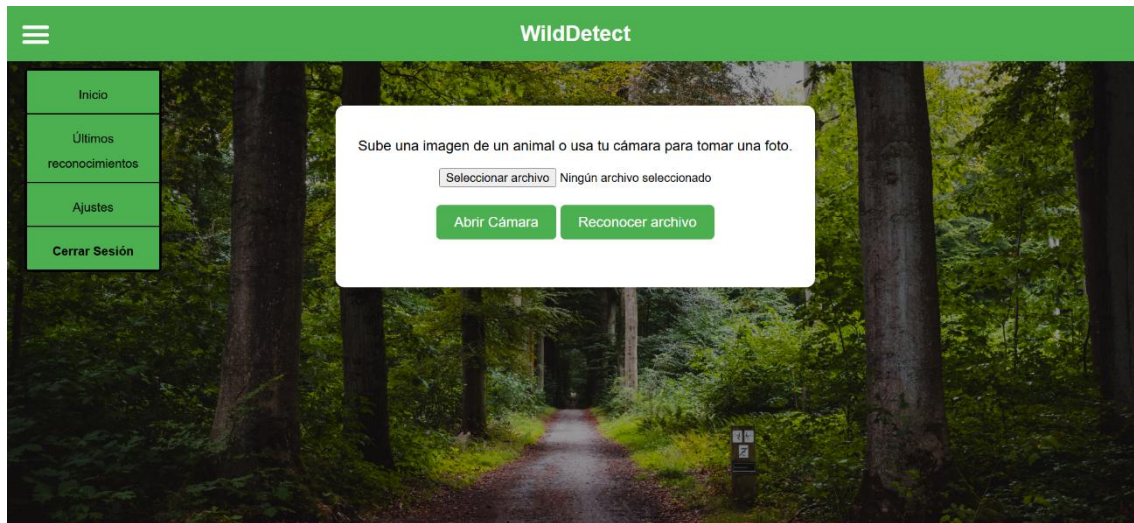 WildDetect
Inicio
Últimos
reconocimientos
Ajustes
Cerrar Sesión
Sube una imagen de un animal o usa tu cámara para tomar una foto.
Seleccionar archivo Ningún archivo seleccionado
Abrir Cámara Reconocer archivo